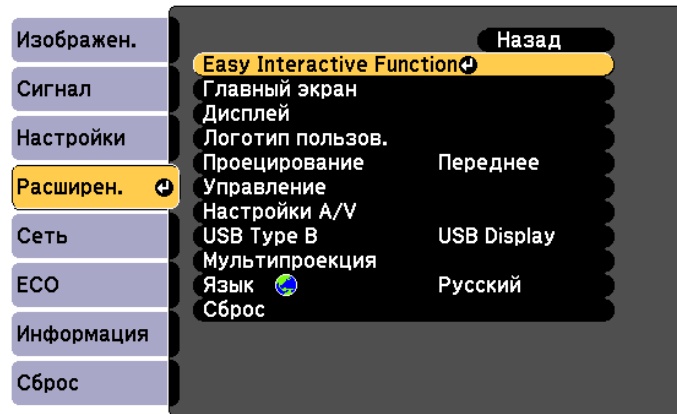 Изображен.
Сигнал
Настройки
Расширен.
Сеть
ECO
Информация
Сброс
Назад
Easy Interactive Function
Главный экран
Дисплей
Логотип пользов.
Проецирование Переднее
Управление
Настройки A/V
USB Type B USB Display
Мультипроекция
Язык Русский
Сброс